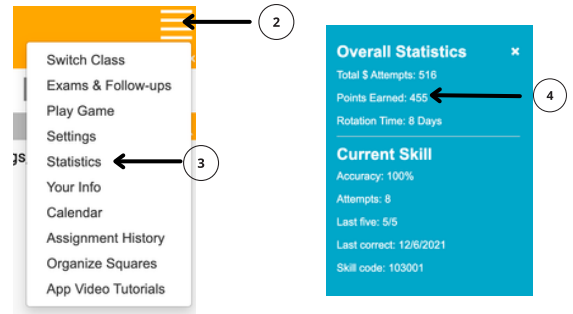 2
Switch Class
Exams & Follow-ups
Play Game
Settings
Statistics
3
Your Info
Calendar
Assignment History
Organize Squares
App Video Tutorials
Overall Statistics ×
Total $ Attempts: 516
Points Earned: 455
4
Rotation Time: 8 Days
Current Skill
Accuracy: 100%
Attempts: 8
Last five: 5/5
Last correct: 12/6/2021
Skill code: 103001